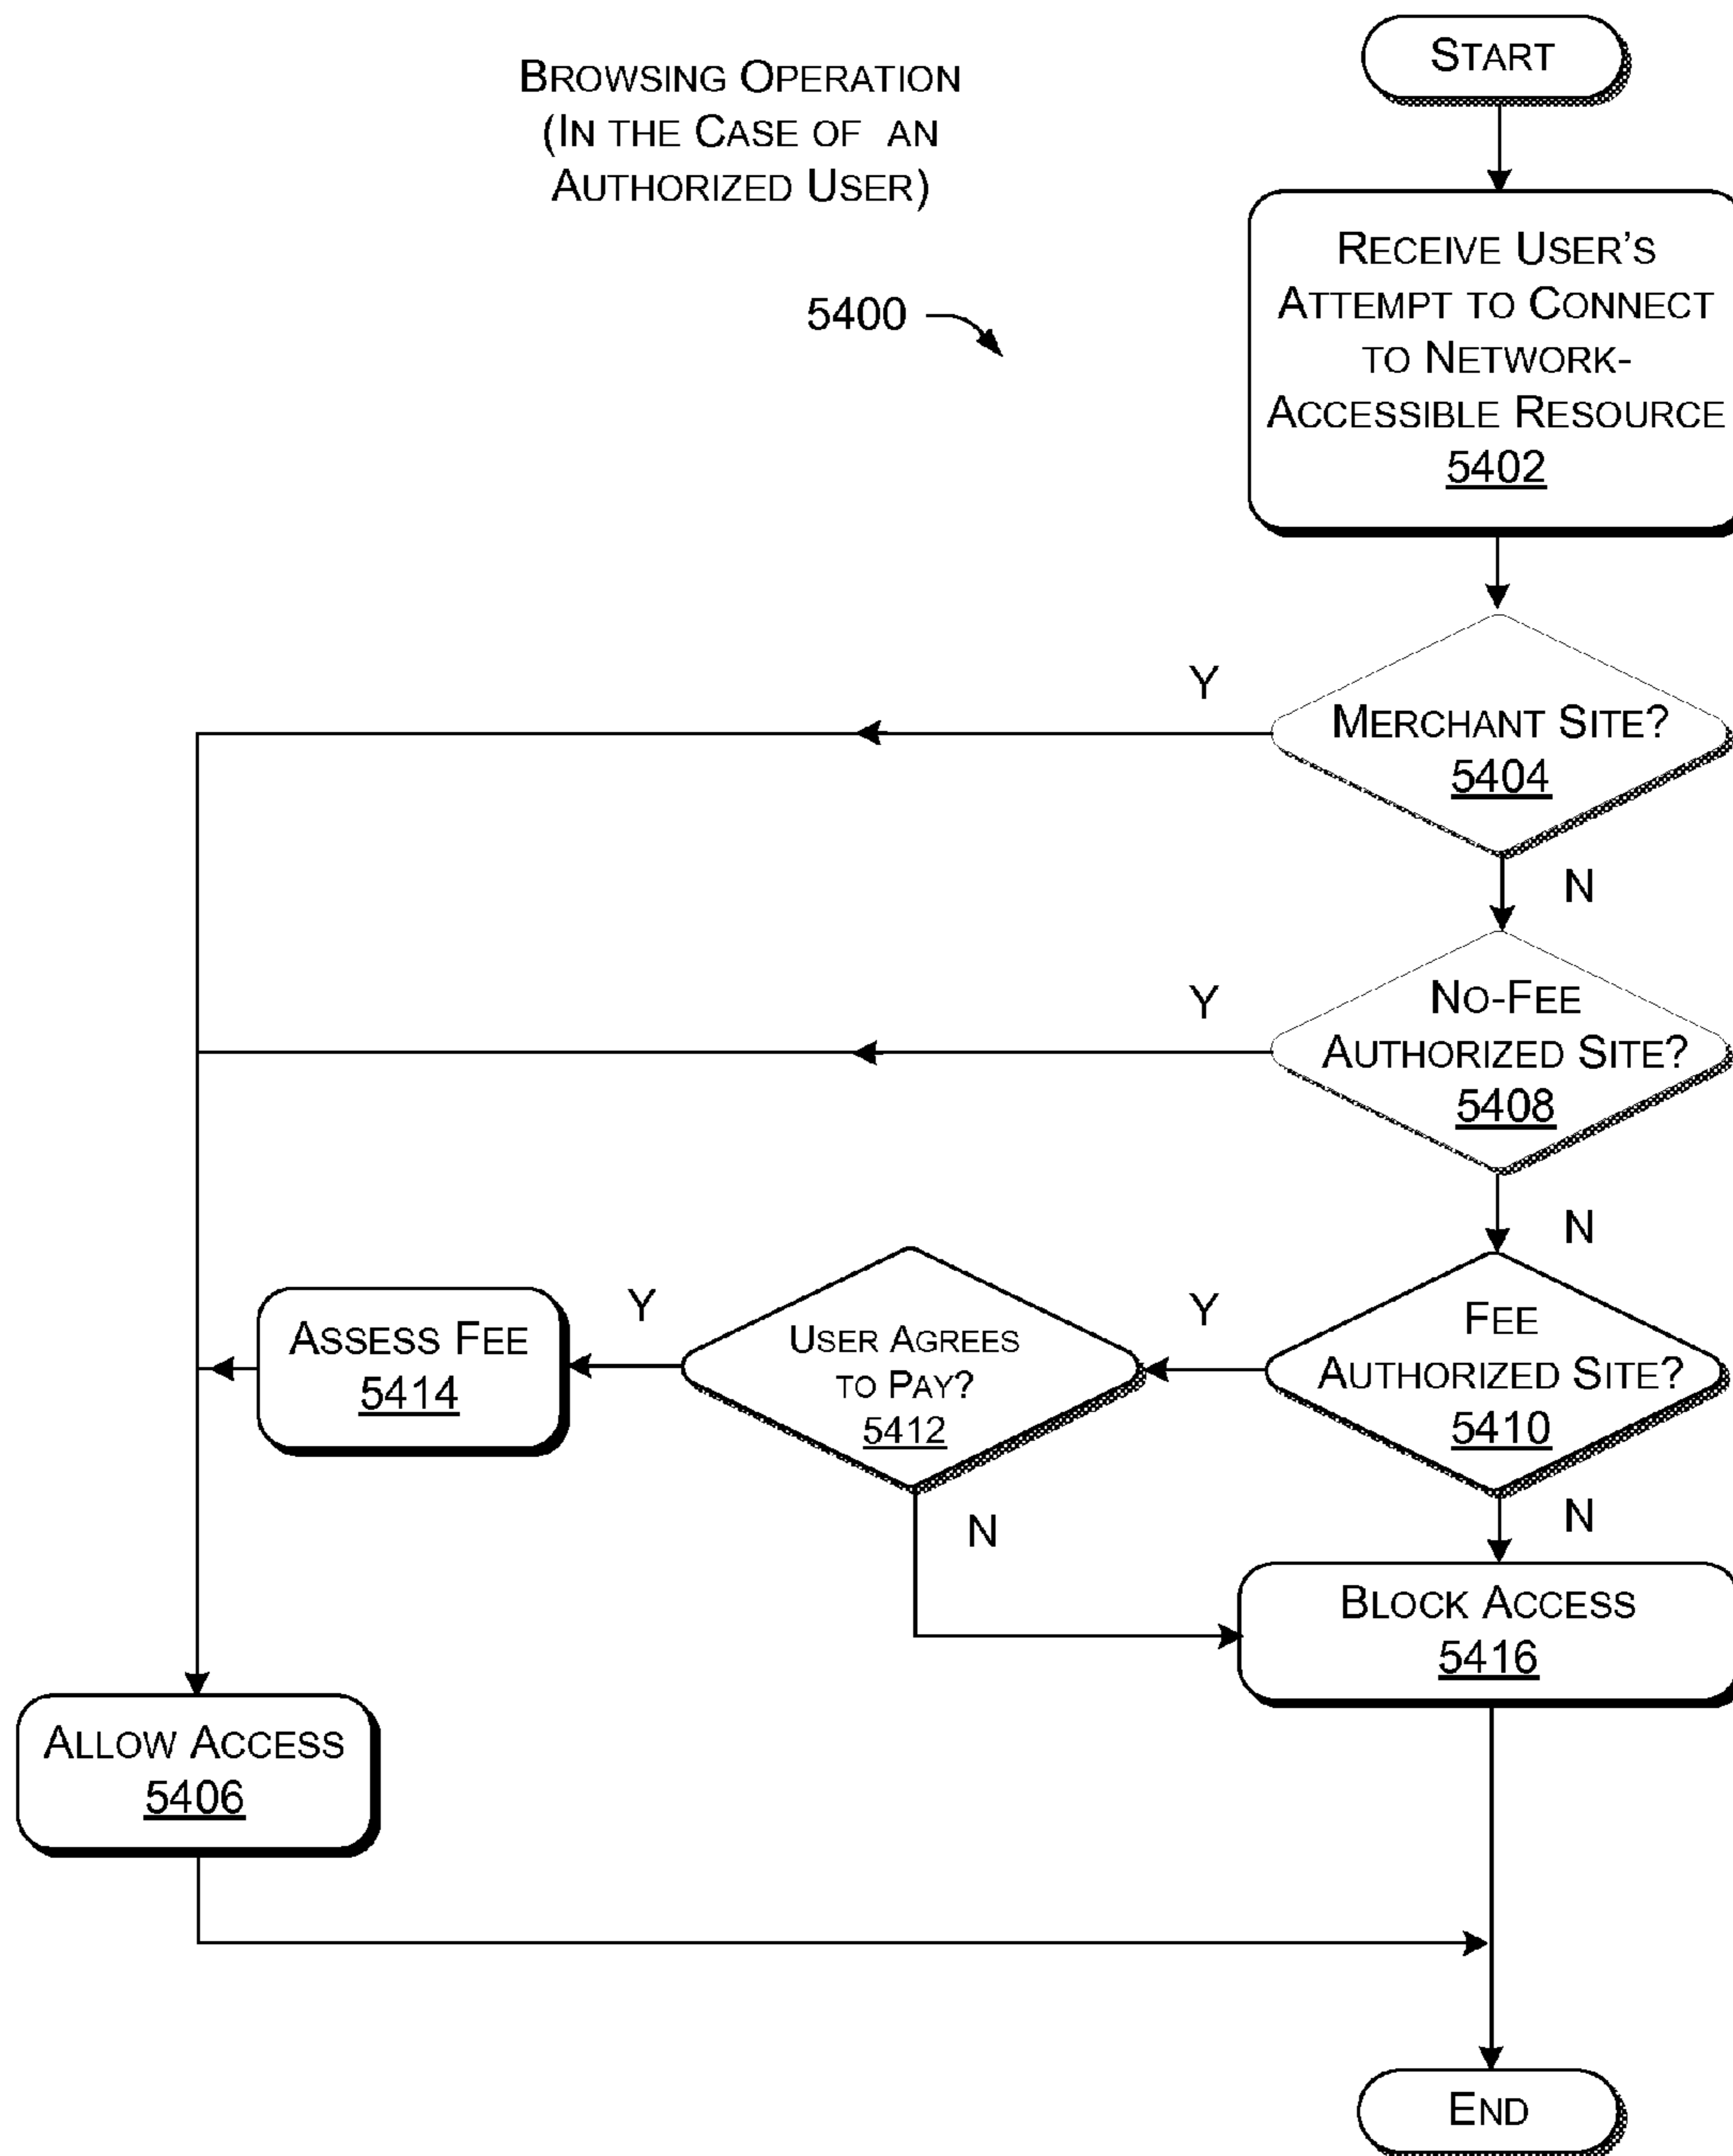 BROWSING OPERATION
(IN THE CASE OF AN
AUTHORIZED USER)
START
5400
RECEIVE USER'S
ATTEMPT TO CONNECT
TO NETWORK-
ACCESSIBLE RESOURCE
5402
Y
MERCHANT SITE?
5404
N
Y
NO-FEE
AUTHORIZED SITE?
5408
N
FEE
AUTHORIZED SITE?
5410
Y
N
USER AGREES
TO PAY?
5412
Y
N
ASSESS FEE
5414
BLOCK ACCESS
5416
ALLOW ACCESS
5406
END